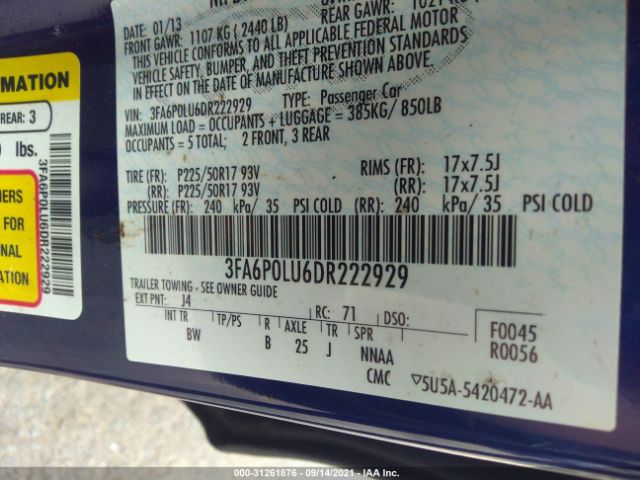 DATE: 01/13
FRONT GAWR: 1107 KG ( 2440 LB)
REAR GAWR:
THIS VEHICLE CONFORMS TO ALL APPLICABLE FEDERAL MOTOR
VEHICLE SAFETY, BUMPER, AND THEFT PREVENTION STANDARDS
IN EFFECT ON THE DATE OF MANUFACTURE SHOWN ABOVE.
VIN: 3FA6P0LU6DR222929 TYPE: Passenger Car
MAXIMUM LOAD = OCCUPANTS + LUGGAGE = 385KG/ 850LB
OCCUPANTS = 5 TOTAL; 2 FRONT, 3 REAR
TIRE (FR): P225/50R17 93V RIMS (FR): 17x7.5J
(RR): P225/50R17 93V (RR): 17x7.5J
PRESSURE (FR): 240 kPa/ 35 PSI COLD (RR): 240 kPa/ 35 PSI COLD
3FA6P0LU6DR222929
TRAILER TOWING - SEE OWNER GUIDE
EXT PNT: J4 RC: 71 DSO:
INT TR TP/PS R AXLE TR SPR F0045
BW B 25 J NNAA R0056
CMC ▽5U5A-5420472-AA
MATION
REAR: 3
lbs.
3FA6P0LU6DR222929
FOR
000-31261876 - 09/14/2021 - IAA Inc.